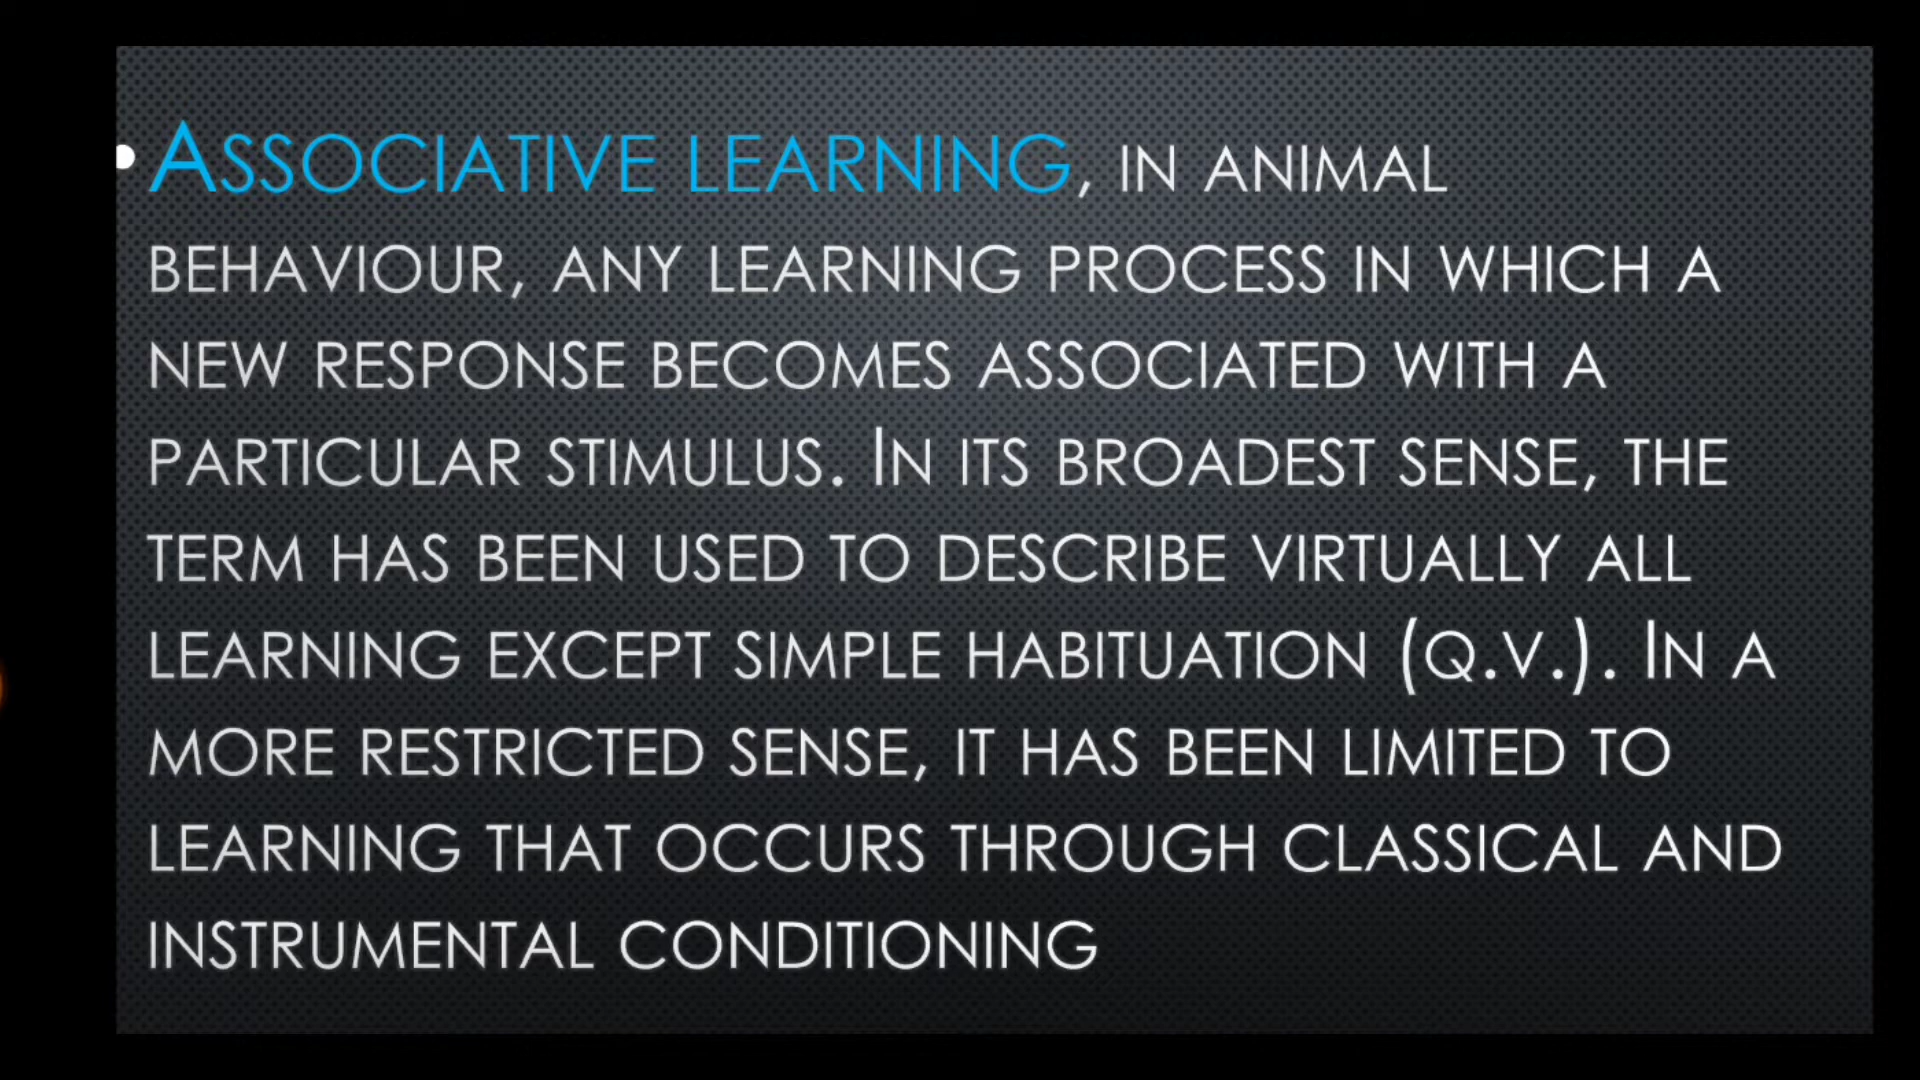 • Associative learning, in animal
behaviour, any learning process in which a
new response becomes associated with a
particular stimulus. In its broadest sense, the
term has been used to describe virtually all
learning except simple habituation (q.v.). In a
more restricted sense, it has been limited to
learning that occurs through classical and
instrumental conditioning